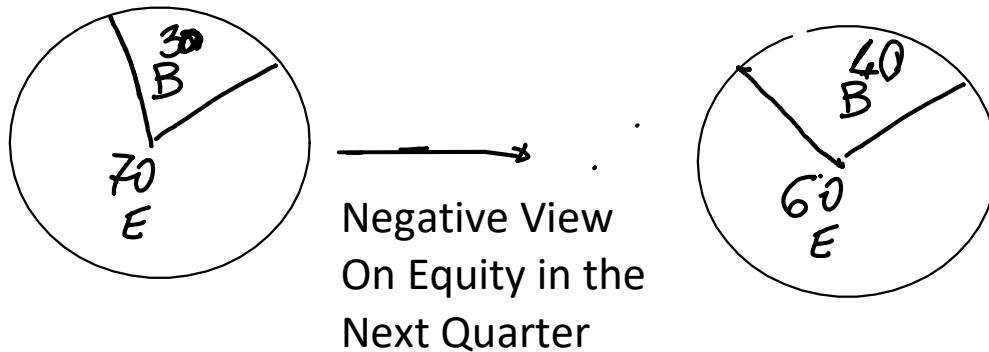 30
B
70
E
Negative View
On Equity in the
Next Quarter
40
B
60
E